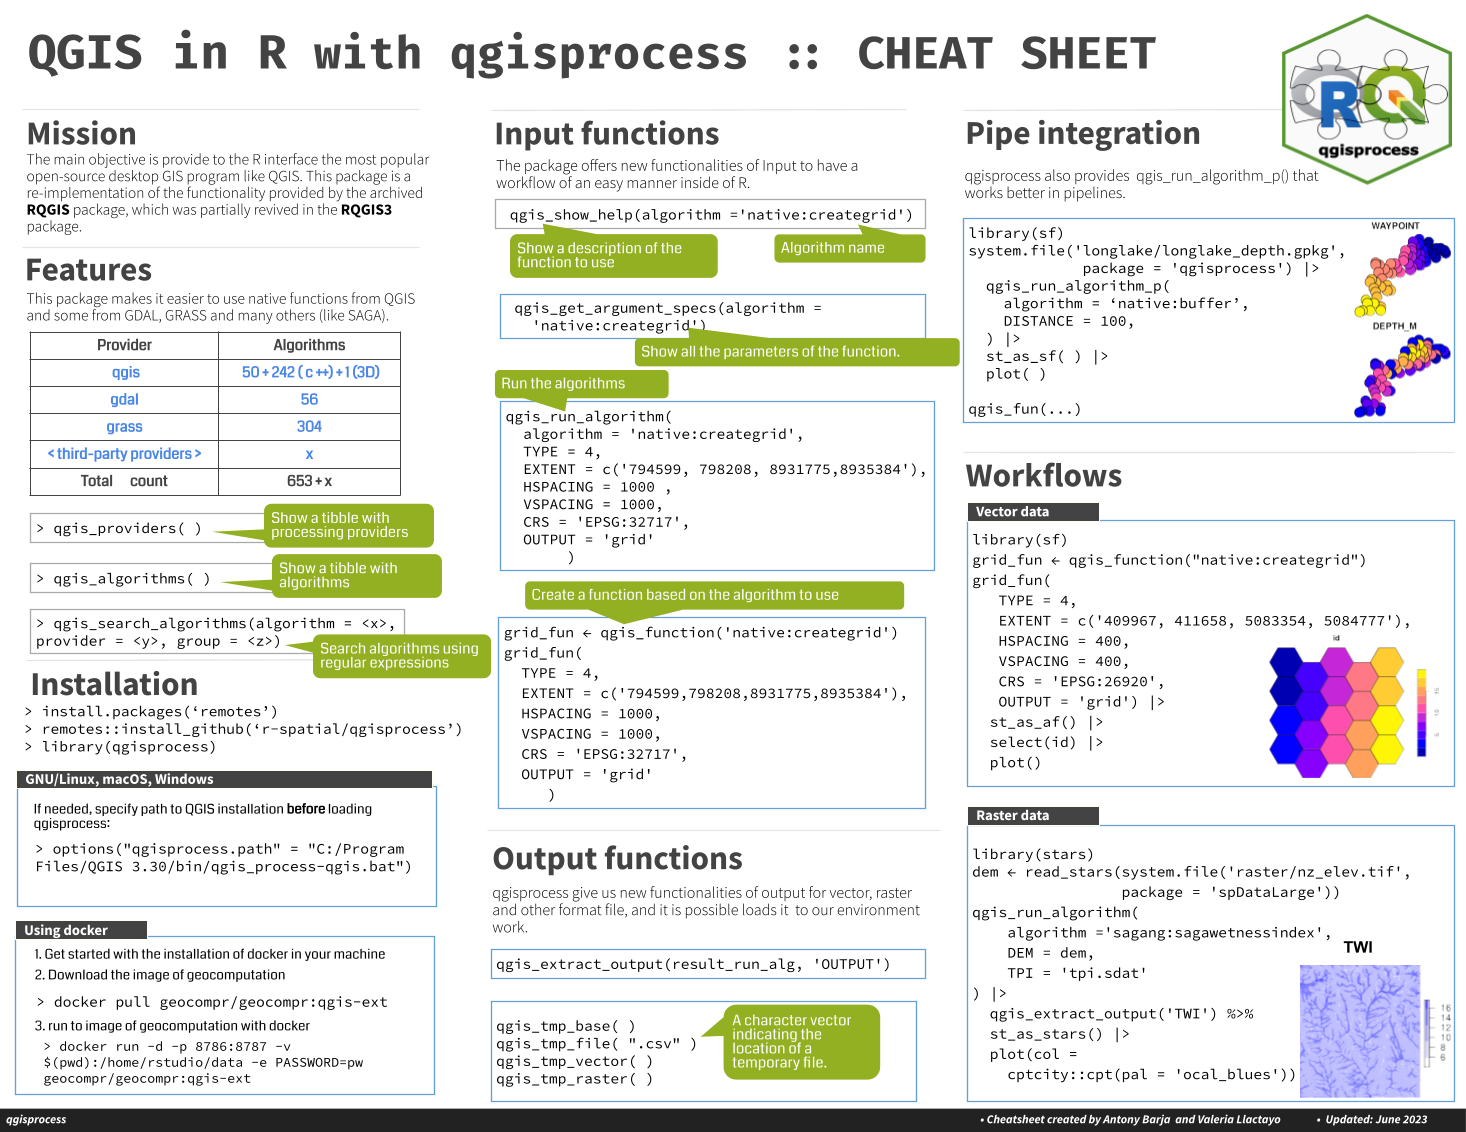 QGIS in R with qgisprocess :: CHEAT SHEET
qgisprocess
Mission
The main objective is provide to the R interface the most popular
open-source desktop GIS program like QGIS. This package is a
re-implementation of the functionality provided by the archived
RQGIS package, which was partially revived in the RQGIS3
package.
Features
This package makes it easier to use native functions from QGIS
and some from GDAL, GRASS and many others (like SAGA).
Provider Algorithms
qgis 50 + 242 ( c ++) + 1 (3D)
gdal 56
grass 304
< third-party providers > x
Total count 653 + x
> qgis_providers( )
Show a tibble with
processing providers
> qgis_algorithms( )
Show a tibble with
algorithms
> qgis_search_algorithms(algorithm = <x>,
provider = <y>, group = <z>)
Search algorithms using
regular expressions
Installation
> install.packages(‘remotes’)
> remotes::install_github(‘r-spatial/qgisprocess’)
> library(qgisprocess)
GNU/Linux, macOS, Windows
If needed, specify path to QGIS installation before loading
qgisprocess:
> options("qgisprocess.path" = "C:/Program
Files/QGIS 3.30/bin/qgis_process-qgis.bat")
Using docker
1. Get started with the installation of docker in your machine
2. Download the image of geocomputation
> docker pull geocompr/geocompr:qgis-ext
3. run to image of geocomputation with docker
> docker run -d -p 8786:8787 -v
$(pwd):/home/rstudio/data -e PASSWORD=pw
geocompr/geocompr:qgis-ext
Input functions
The package offers new functionalities of Input to have a
workflow of an easy manner inside of R.
qgis_show_help(algorithm ='native:creategrid')
Show a description of the
function to use
Algorithm name
qgis_get_argument_specs(algorithm =
'native:creategrid')
Show all the parameters of the function.
Run the algorithms
qgis_run_algorithm(
algorithm = 'native:creategrid',
TYPE = 4,
EXTENT = c('794599, 798208, 8931775,8935384'),
HSPACING = 1000 ,
VSPACING = 1000,
CRS = 'EPSG:32717',
OUTPUT = 'grid'
)
Create a function based on the algorithm to use
grid_fun ← qgis_function('native:creategrid')
grid_fun(
TYPE = 4,
EXTENT = c('794599,798208,8931775,8935384'),
HSPACING = 1000,
VSPACING = 1000,
CRS = 'EPSG:32717',
OUTPUT = 'grid'
)
Output functions
qgisprocess give us new functionalities of output for vector, raster
and other format file, and it is possible loads it to our environment
work.
qgis_extract_output(result_run_alg, 'OUTPUT')
qgis_tmp_base( )
qgis_tmp_file( ".csv" )
qgis_tmp_vector( )
qgis_tmp_raster( )
A character vector
indicating the
location of a
temporary file.
Pipe integration
qgisprocess also provides qgis_run_algorithm_p() that
works better in pipelines.
library(sf)
system.file('longlake/longlake_depth.gpkg',
package = 'qgisprocess') |>
qgis_run_algorithm_p(
algorithm = ‘native:buffer’,
DISTANCE = 100,
) |>
st_as_sf( ) |>
plot( )
qgis_fun(...)
WAYPOINT
DEPTH_M
Workflows
Vector data
library(sf)
grid_fun ← qgis_function("native:creategrid")
grid_fun(
TYPE = 4,
EXTENT = c('409967, 411658, 5083354, 5084777'),
HSPACING = 400,
VSPACING = 400,
CRS = 'EPSG:26920',
OUTPUT = 'grid') |>
st_as_af() |>
select(id) |>
plot()
id
5 10 15
Raster data
library(stars)
dem ← read_stars(system.file('raster/nz_elev.tif',
package = 'spDataLarge'))
qgis_run_algorithm(
algorithm ='sagang:sagawetnessindex',
DEM = dem,
TPI = 'tpi.sdat'
) |>
qgis_extract_output('TWI') %>%
st_as_stars() |>
plot(col =
cptcity::cpt(pal = 'ocal_blues'))
TWI
16
14
12
10
8
6
qgisprocess
• Cheatsheet created by Antony Barja and Valeria Llactayo • Updated: June 2023